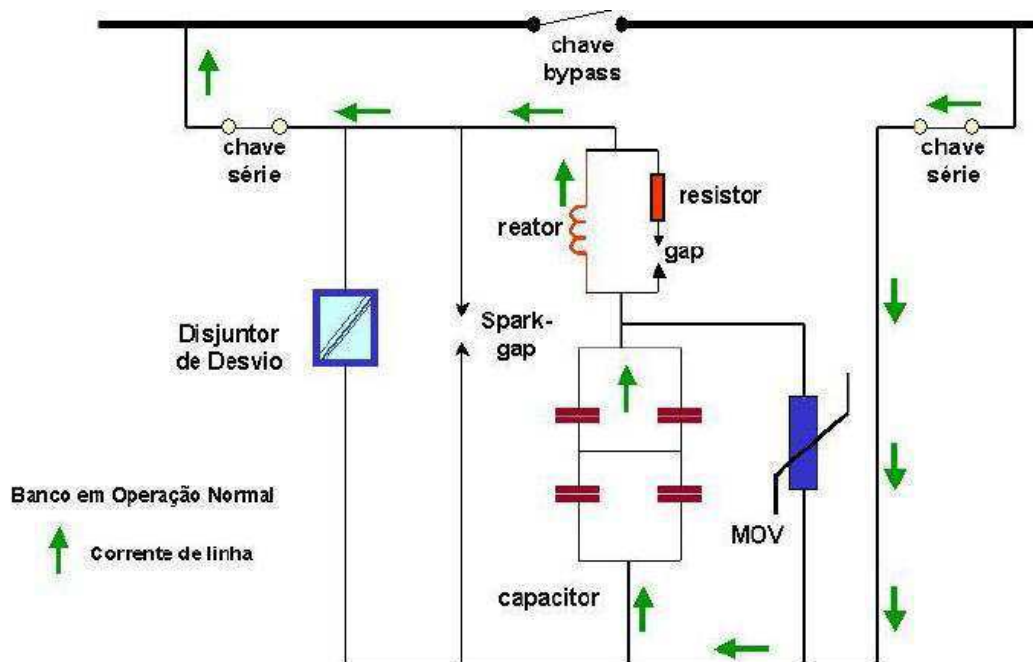 chave
bypass
chave
série
chave
série
resistor
reator
gap
Disjuntor
de Desvio
Spark-
gap
Banco em Operação Normal
MOV
Corrente de linha
capacitor